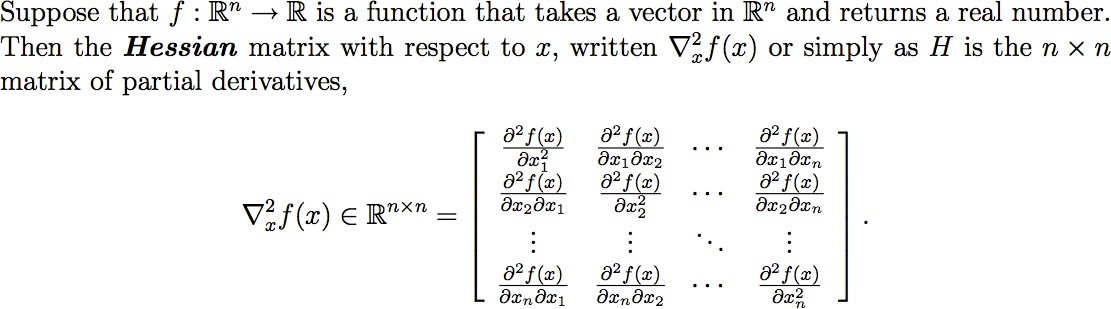 Suppose that f : ℝⁿ → ℝ is a function that takes a vector in ℝⁿ and returns a real number.
Then the Hessian matrix with respect to x, written ∇²ₓf(x) or simply as H is the n × n
matrix of partial derivatives,
∇²ₓf(x) ∈ ℝⁿˣⁿ = [ ∂²f(x)/∂x₁² ∂²f(x)/∂x₁∂x₂ ⋯ ∂²f(x)/∂x₁∂xₙ
∂²f(x)/∂x₂∂x₁ ∂²f(x)/∂x₂² ⋯ ∂²f(x)/∂x₂∂xₙ
⋮ ⋮ ⋱ ⋮
∂²f(x)/∂xₙ∂x₁ ∂²f(x)/∂xₙ∂x₂ ⋯ ∂²f(x)/∂xₙ² ] .